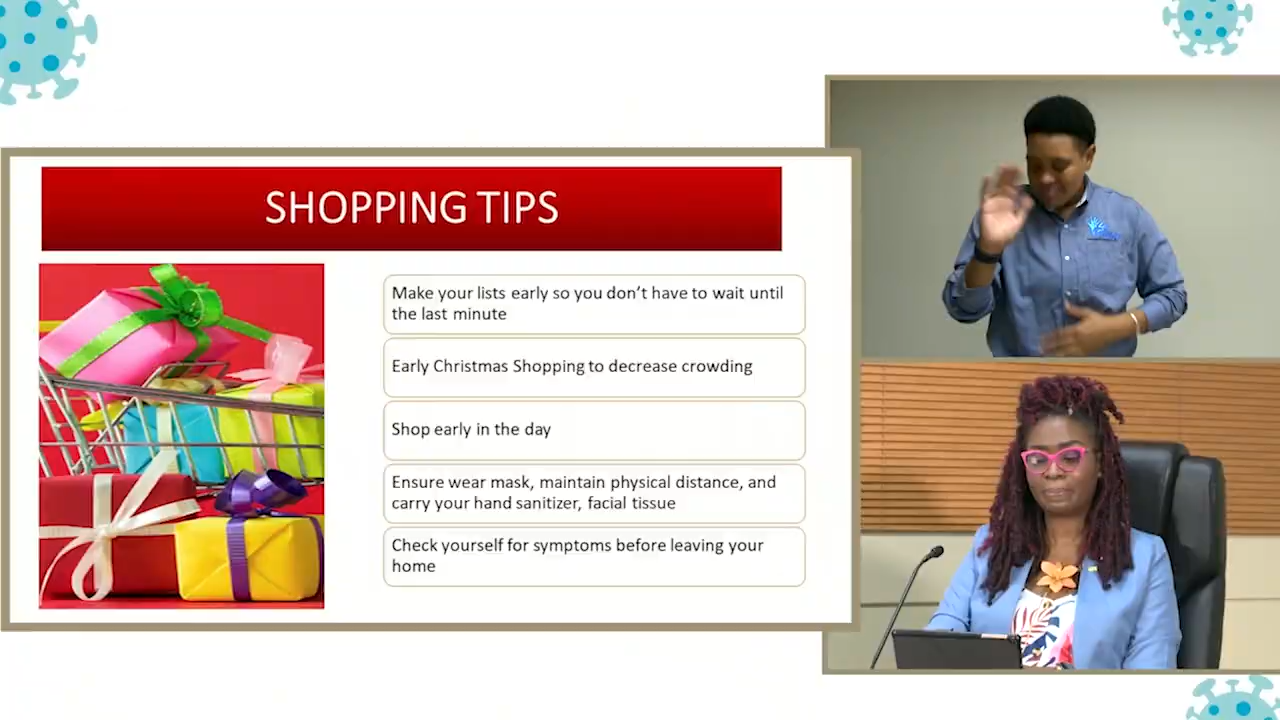 SHOPPING TIPS
Make your lists early so you don't have to wait until
the last minute
Early Christmas Shopping to decrease crowding
Shop early in the day
Ensure wear mask, maintain physical distance, and
carry your hand sanitizer, facial tissue
Check yourself for symptoms before leaving your
home